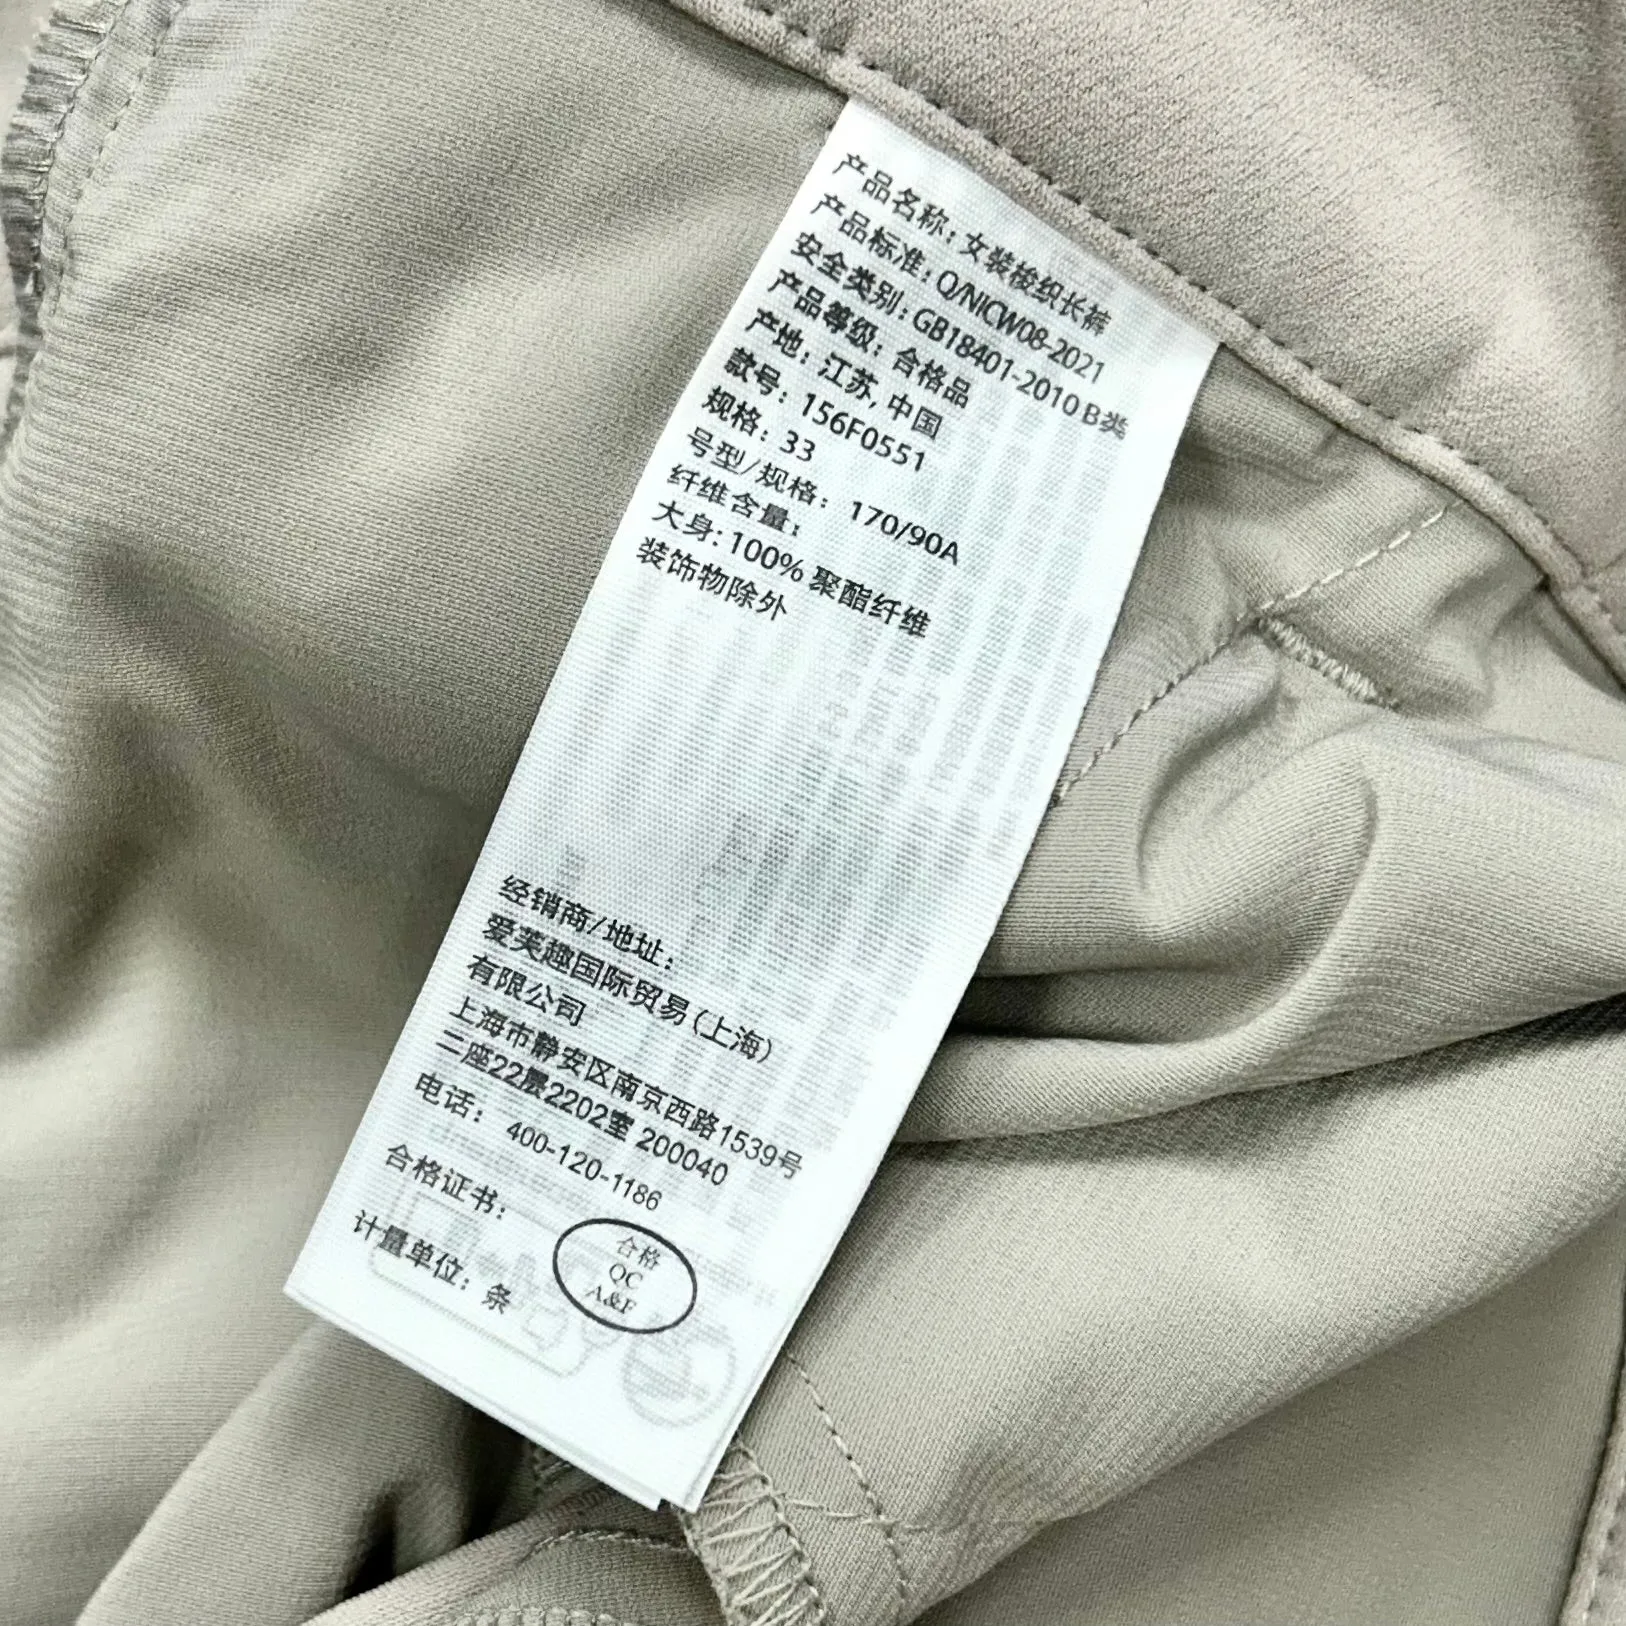 产品名称: 女装梭织长裤
产品标准: Q/NICW08-2021
安全类别: GB18401-2010 B类
产品等级: 合格品
产地: 江苏, 中国
款号: 156F0551
规格: 33
号型/规格: 170/90A
纤维含量:
大身: 100% 聚酯纤维
装饰物除外
经销商/地址:
爱芙趣国际贸易(上海)
有限公司
上海市静安区南京西路1539号
二座22层2202室 200040
电话: 400-120-1186
合格证书:
合格
QC
A&F
计量单位: 条